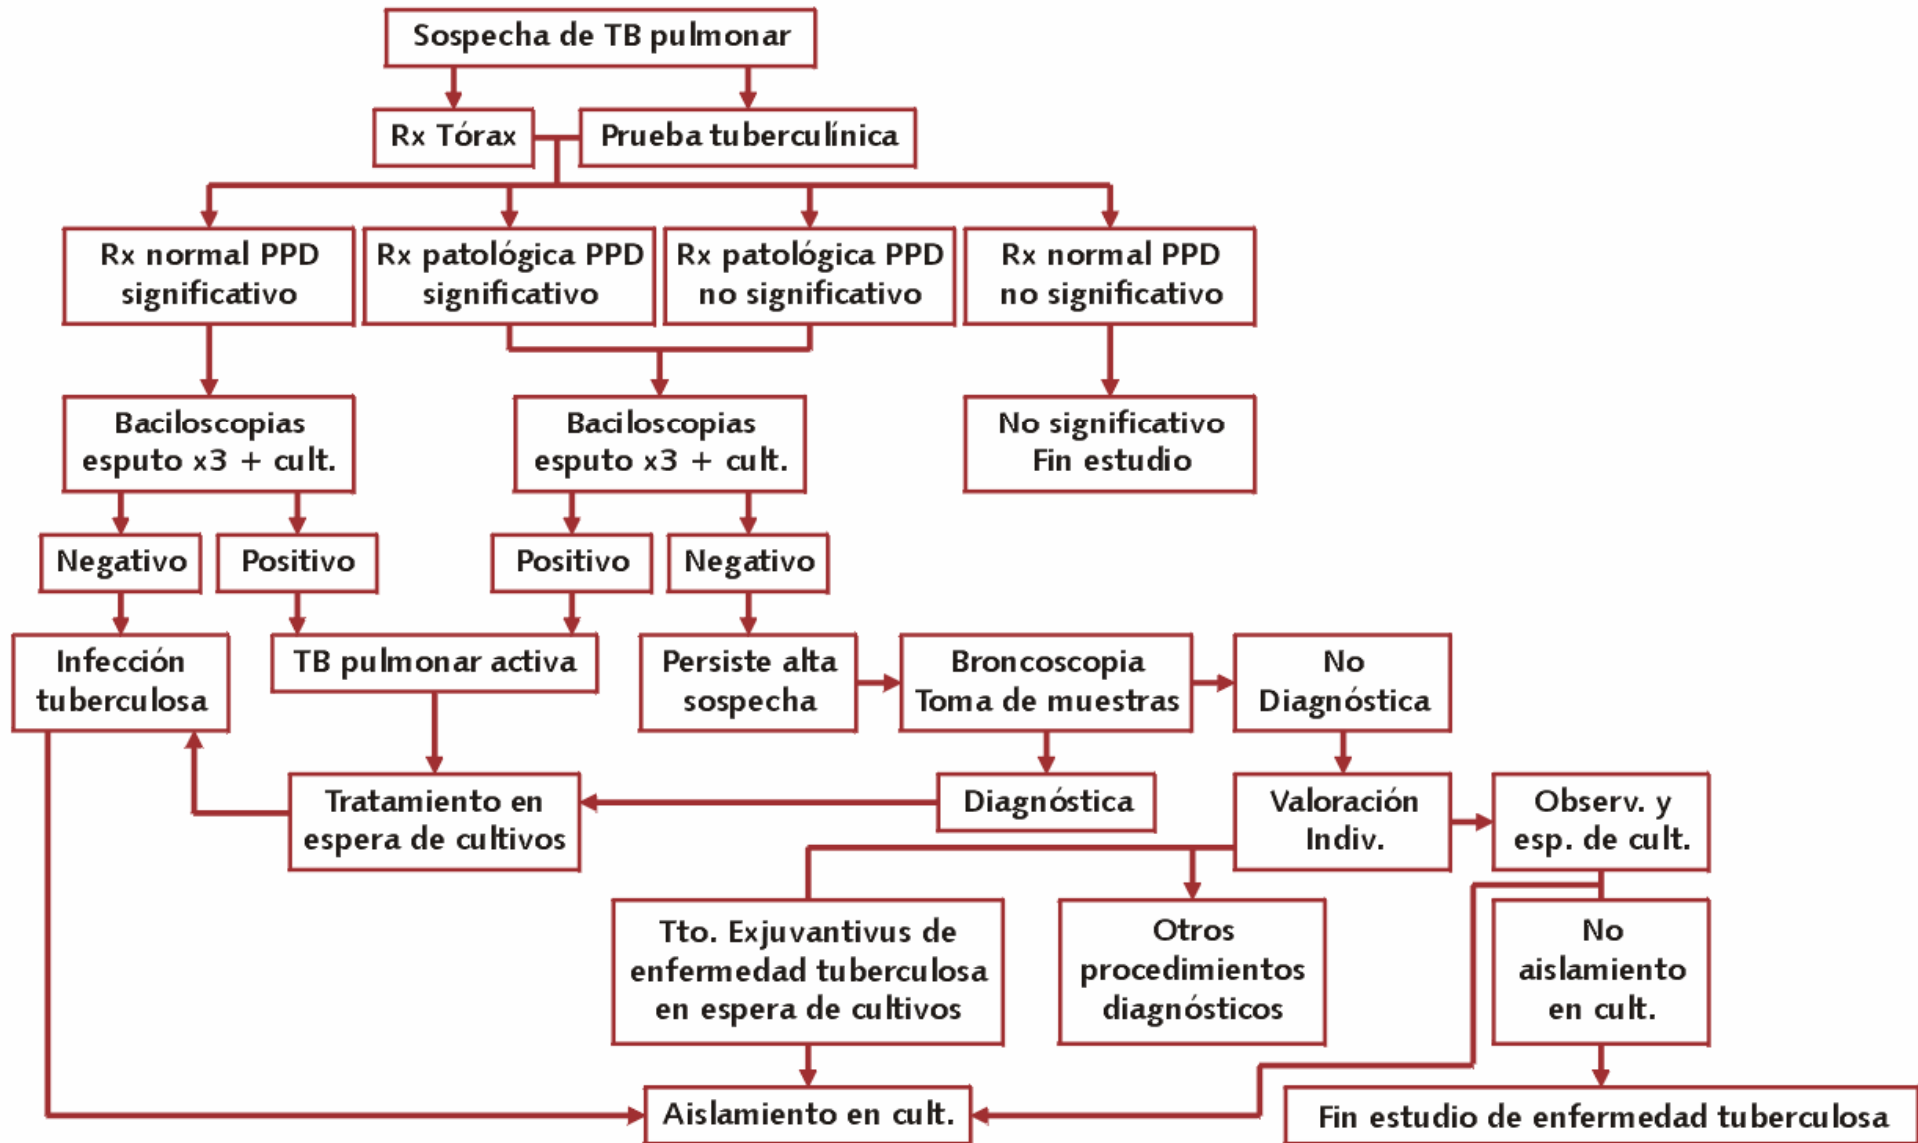 Sospecha de TB pulmonar
Rx Tórax
Prueba tuberculínica
Rx normal PPD
significativo
Rx patológica PPD
significativo
Rx patológica PPD
no significativo
Rx normal PPD
no significativo
Baciloscopias
esputo x3 + cult.
Baciloscopias
esputo x3 + cult.
No significativo
Fin estudio
Negativo
Positivo
Positivo
Negativo
Infección
tuberculosa
TB pulmonar activa
Persiste alta
sospecha
Broncoscopia
Toma de muestras
No
Diagnóstica
Tratamiento en
espera de cultivos
Diagnóstica
Valoración
Indiv.
Observ. y
esp. de cult.
Tto. Exjuvantivus de
enfermedad tuberculosa
en espera de cultivos
Otros
procedimientos
diagnósticos
No
aislamiento
en cult.
Aislamiento en cult.
Fin estudio de enfermedad tuberculosa